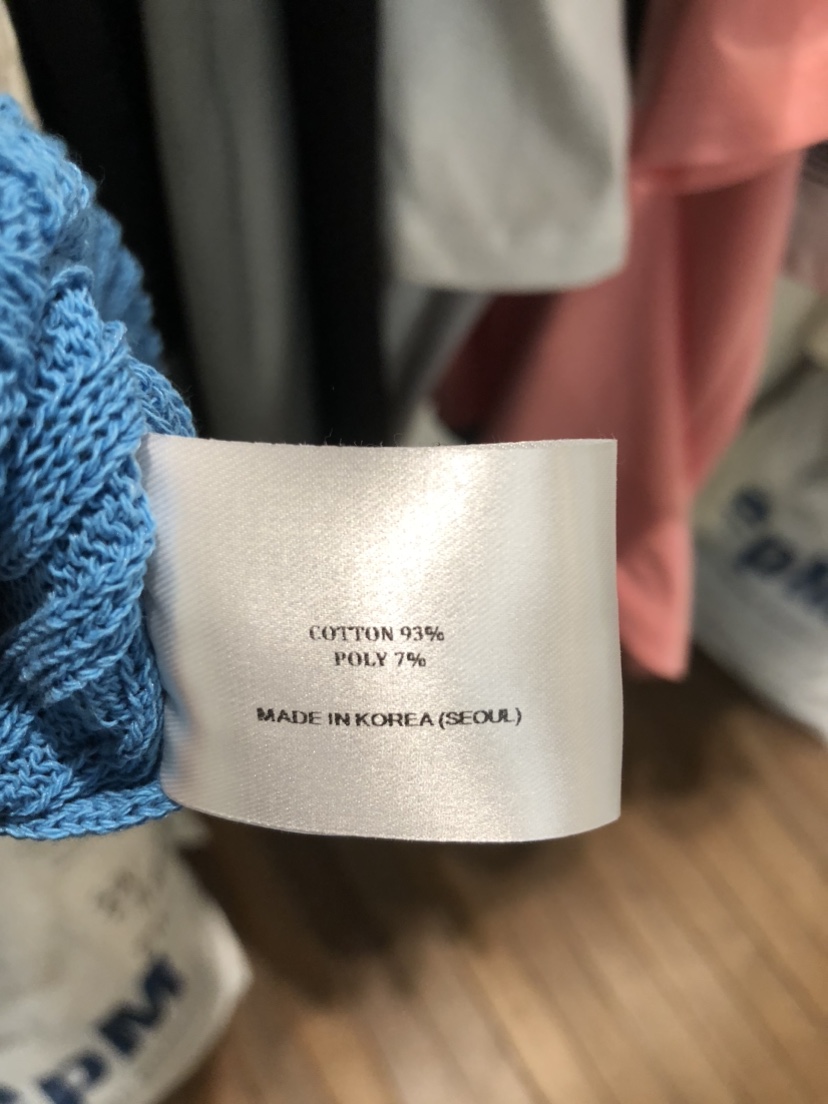 COTTON 93%
POLY 7%
MADE IN KOREA (SEOUL)